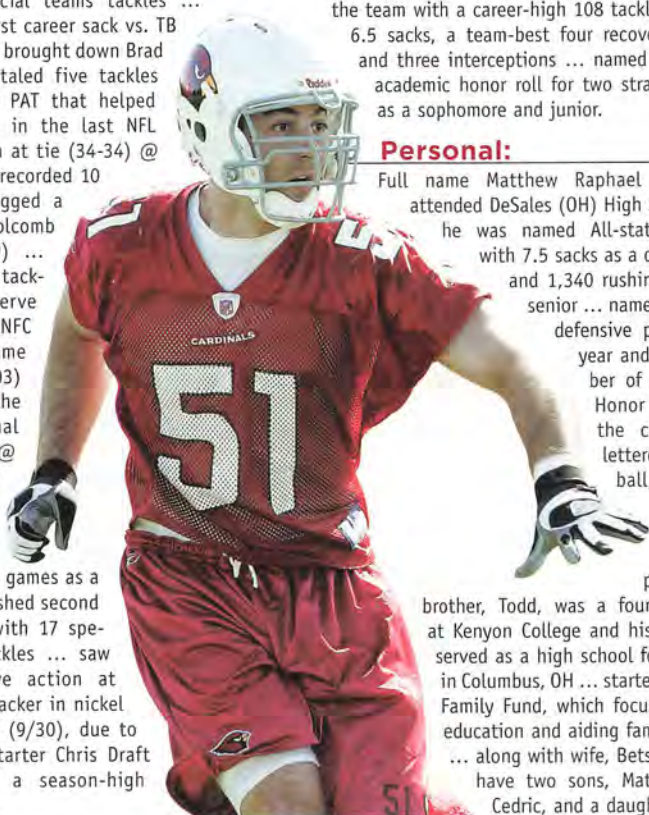 cial teams tackles ...
st career sack vs. TB
brought down Brad
taled five tackles
PAT that helped
in the last NFL
at tie (34-34) @
recorded 10
gged a
olcomb
) ...
tack-
erve
NFC
me
03)
he
nal
@
games as a
shed second
with 17 spe-
kles ... saw
e action at
acker in nickel
(9/30), due to
tarter Chris Draft
a season-high
the team with a career-high 108 tackl
6.5 sacks, a team-best four recove
and three interceptions ... named
academic honor roll for two stra
as a sophomore and junior.
Personal:
Full name Matthew Raphael
attended DeSales (OH) High
he was named All-stat
with 7.5 sacks as a d
and 1,340 rushin
senior ... name
defensive p
year and
ber of
Honor
the c
letter
ball,
p
brother, Todd, was a four
at Kenyon College and his
served as a high school fo
in Columbus, OH ... starte
Family Fund, which focu
education and aiding fam
... along with wife, Bets
have two sons, Mat
Cedric, and a daugh
Riddell
51
CARDINALS
51
51